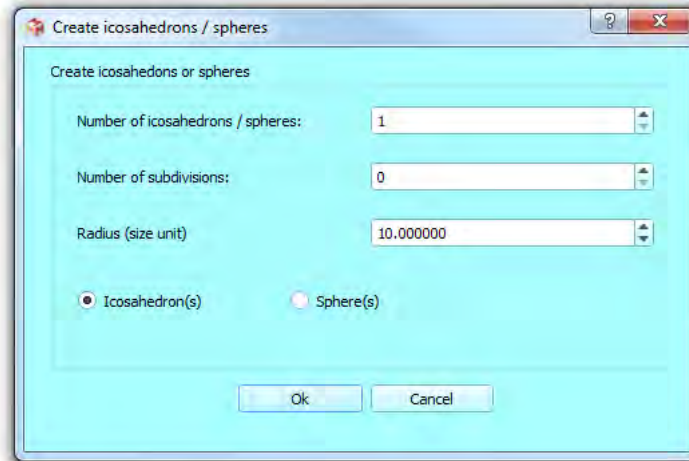 Create icosahedrons / spheres
Create icosahedons or spheres
Number of icosahedrons / spheres:
1
Number of subdivisions:
0
Radius (size unit)
10.000000
Icosahedron(s)
Sphere(s)
Ok
Cancel